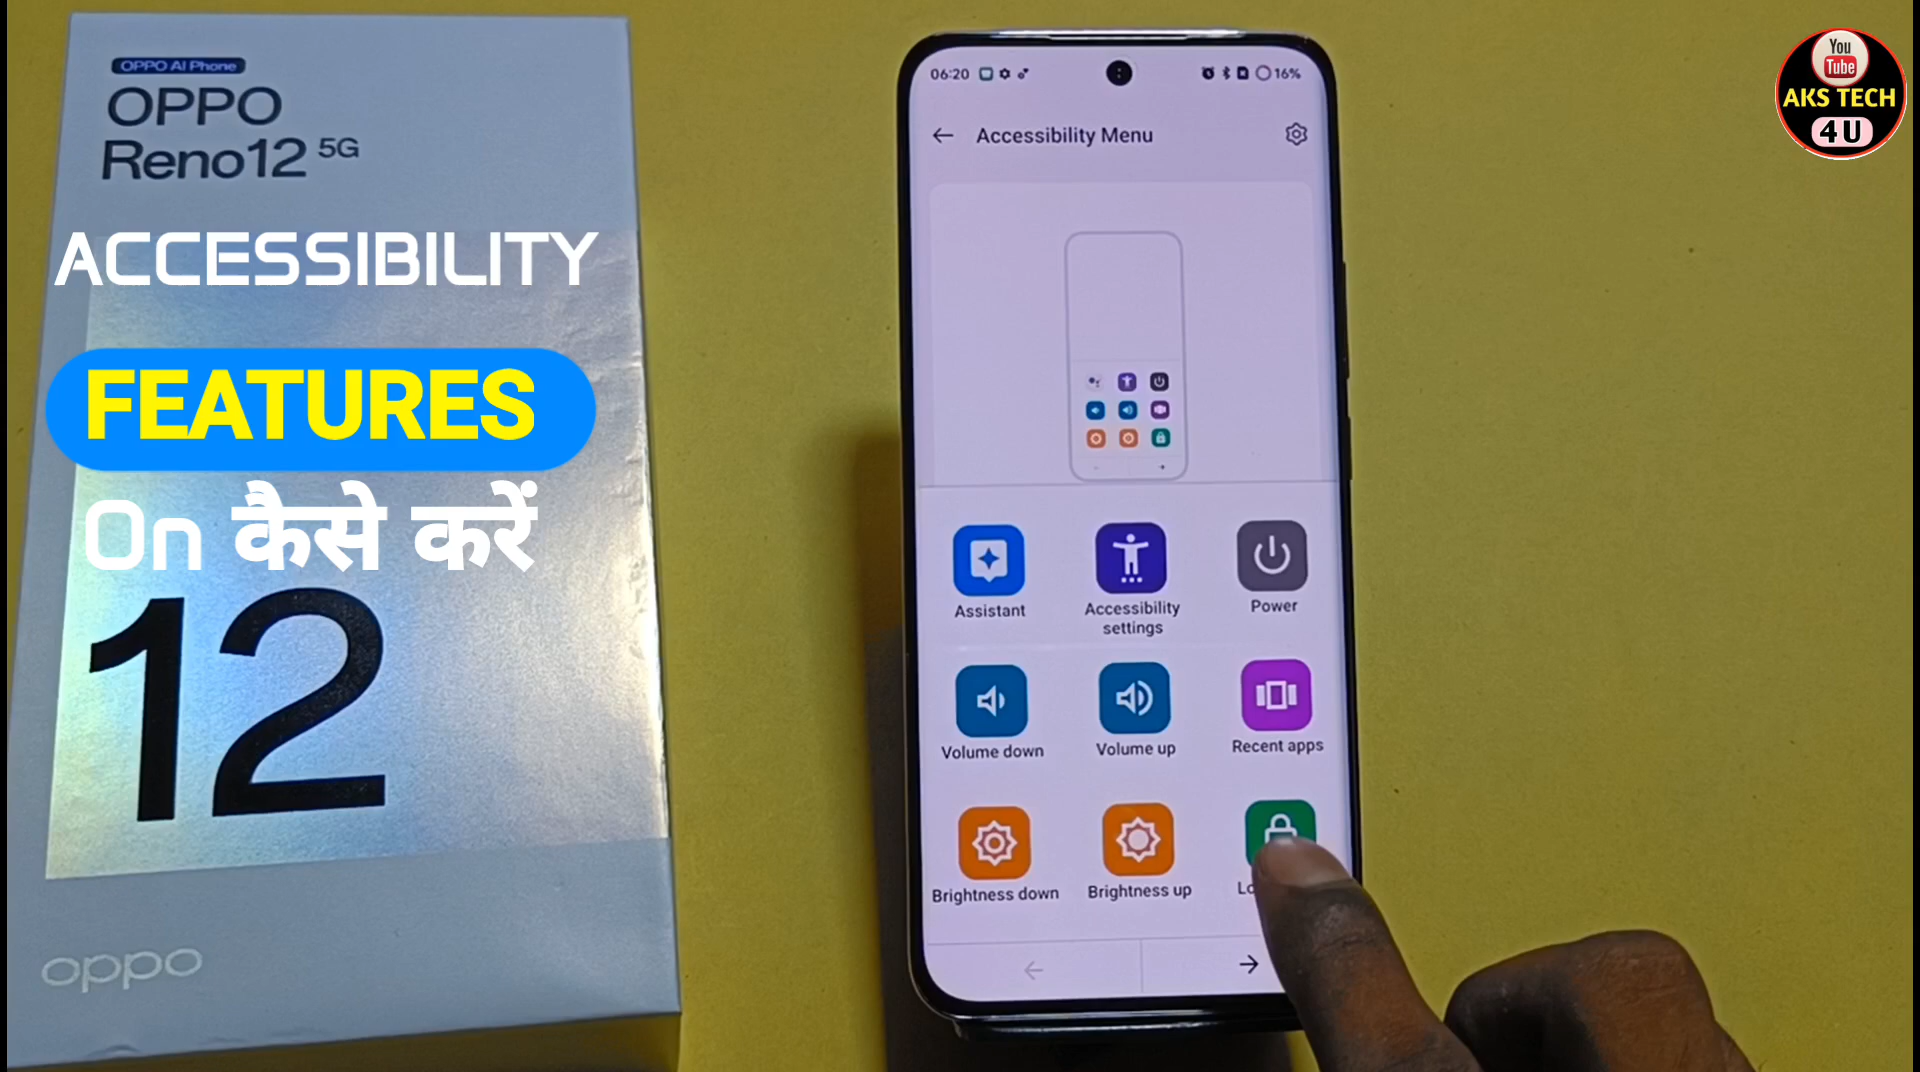 OPPO AI Phone
OPPO
Reno12 5G
ACCESSIBILITY
FEATURES
On कैसे करें
12
oppo
06:20
16%
Accessibility Menu
Assistant
Accessibility
settings
Power
Volume down
Volume up
Recent apps
Brightness down
Brightness up
You
Tube
AKS TECH
4U